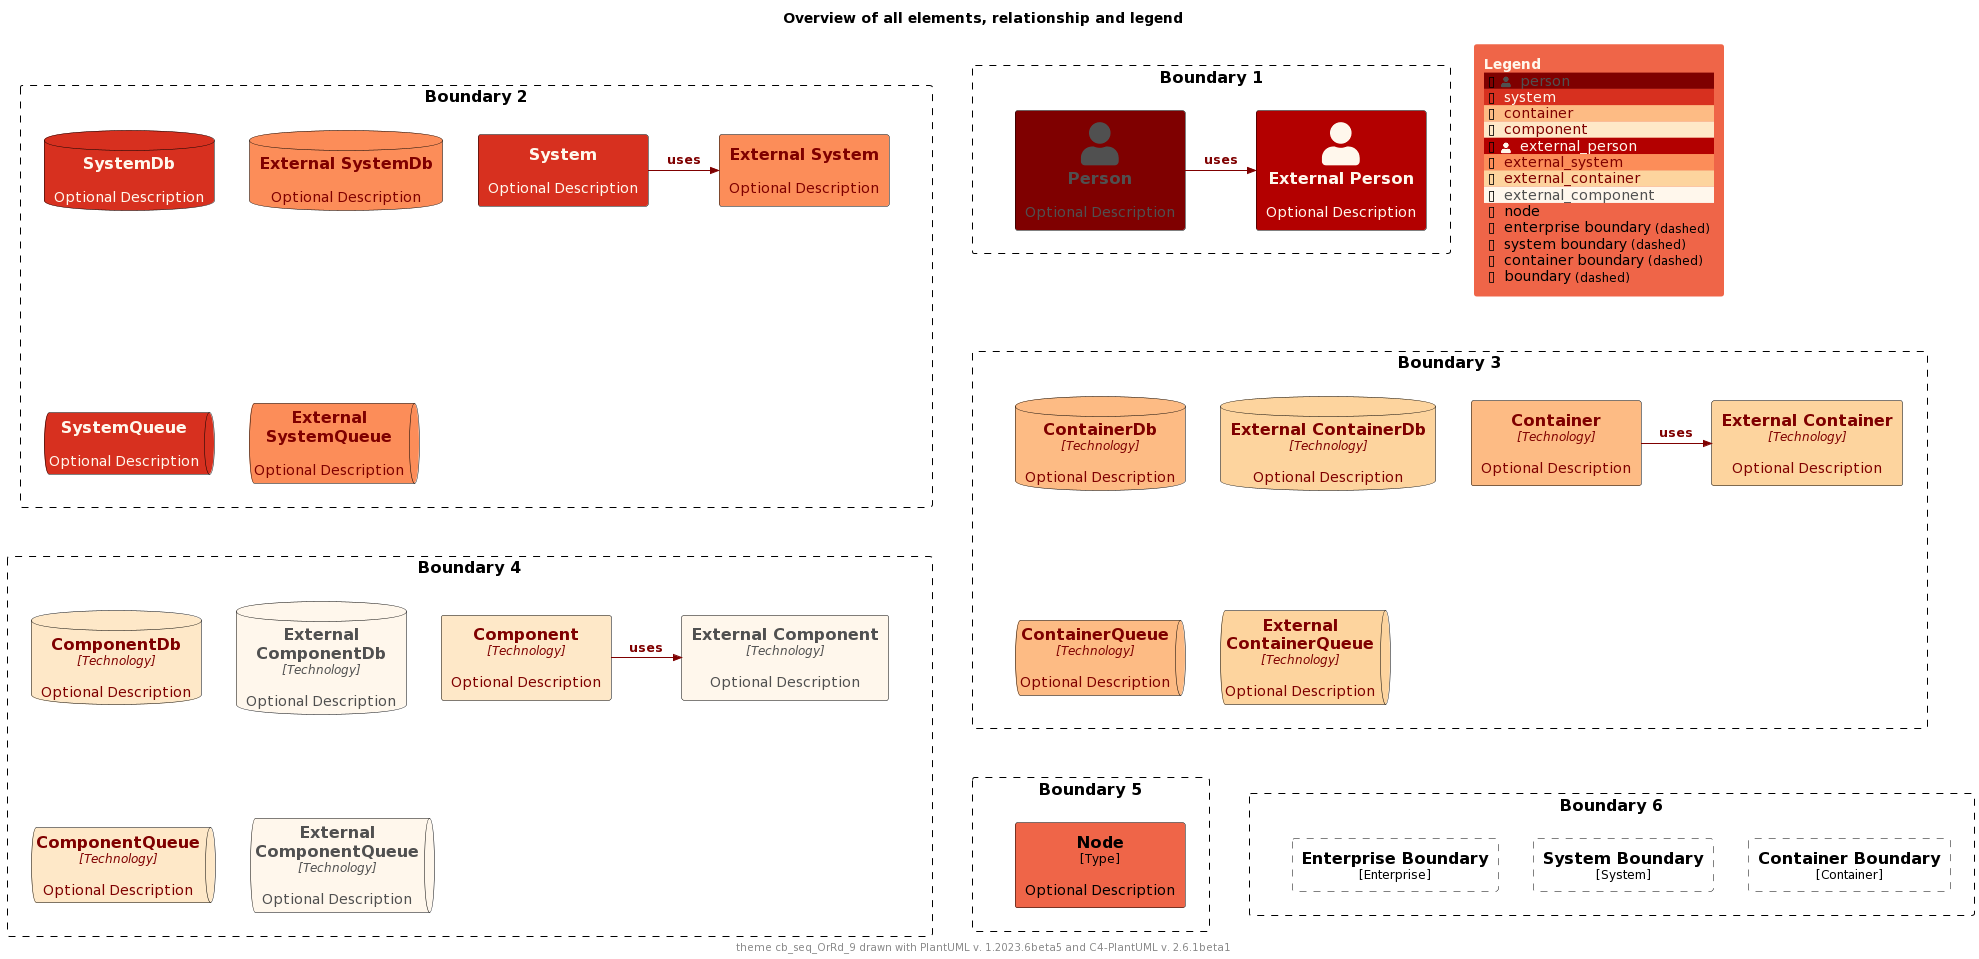 Overview of all elements, relationship and legend
Boundary 2
SystemDb
Optional Description
External SystemDb
Optional Description
System
Optional Description
uses
External System
Optional Description
SystemQueue
Optional Description
External
SystemQueue
Optional Description
Boundary 1
Person
Optional Description
uses
External Person
Optional Description
Legend
person
system
container
component
external_person
external_system
external_container
external_component
node
enterprise boundary (dashed)
system boundary (dashed)
container boundary (dashed)
boundary (dashed)
Boundary 3
ContainerDb
[Technology]
Optional Description
External ContainerDb
[Technology]
Optional Description
Container
[Technology]
Optional Description
uses
External Container
[Technology]
Optional Description
ContainerQueue
[Technology]
Optional Description
External
ContainerQueue
[Technology]
Optional Description
Boundary 4
ComponentDb
[Technology]
Optional Description
External
ComponentDb
[Technology]
Optional Description
Component
[Technology]
Optional Description
uses
External Component
[Technology]
Optional Description
ComponentQueue
[Technology]
Optional Description
External
ComponentQueue
[Technology]
Optional Description
Boundary 5
Node
[Type]
Optional Description
Boundary 6
Enterprise Boundary
[Enterprise]
System Boundary
[System]
Container Boundary
[Container]
theme cb_seq_OrRd_9 drawn with PlantUML v. 1.2023.6beta5 and C4-PlantUML v. 2.6.1beta1